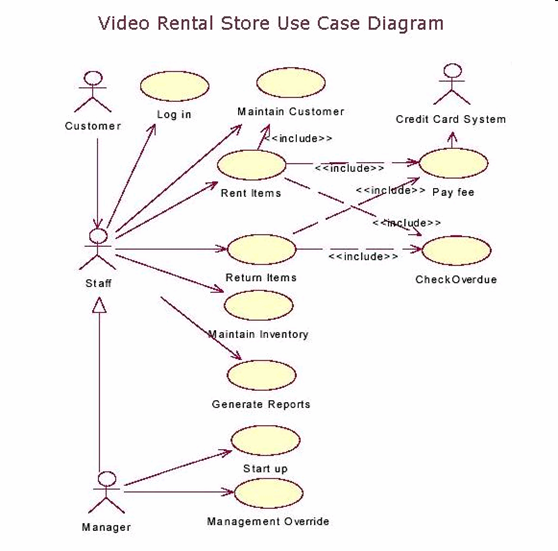 Video Rental Store Use Case Diagram
Customer
Log in
Maintain Customer
Credit Card System
<<include>>
Rent Items
<<include>>
Pay fee
<<include>>
<<include>>
Staff
Return Items
<<include>>
CheckOverdue
Maintain Inventory
Generate Reports
Start up
Manager
Management Override